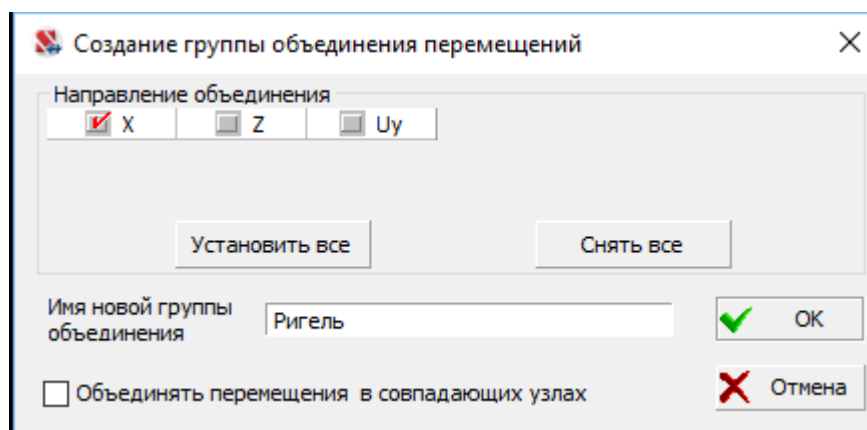 Создание группы объединения перемещений
Направление объединения
X Z Uy
Установить все Снять все
Имя новой группы
объединения
Ригель
OK
Объединять перемещения в совпадающих узлах
Отмена